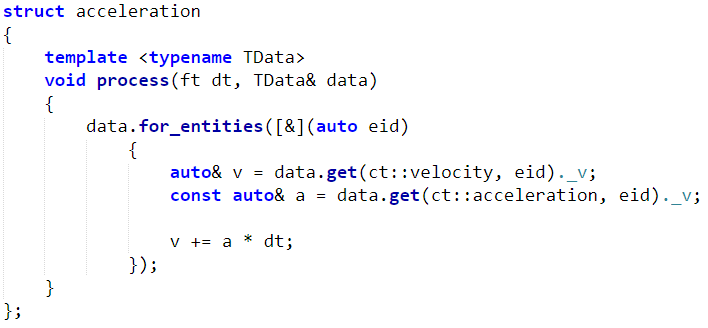 struct acceleration
{
    template <typename TData>
    void process(ft dt, TData& data)
    {
        data.for_entities([&](auto eid)
            {
                auto& v = data.get(ct::velocity, eid)._v;
                const auto& a = data.get(ct::acceleration, eid)._v;

                v += a * dt;
            });
    }
};